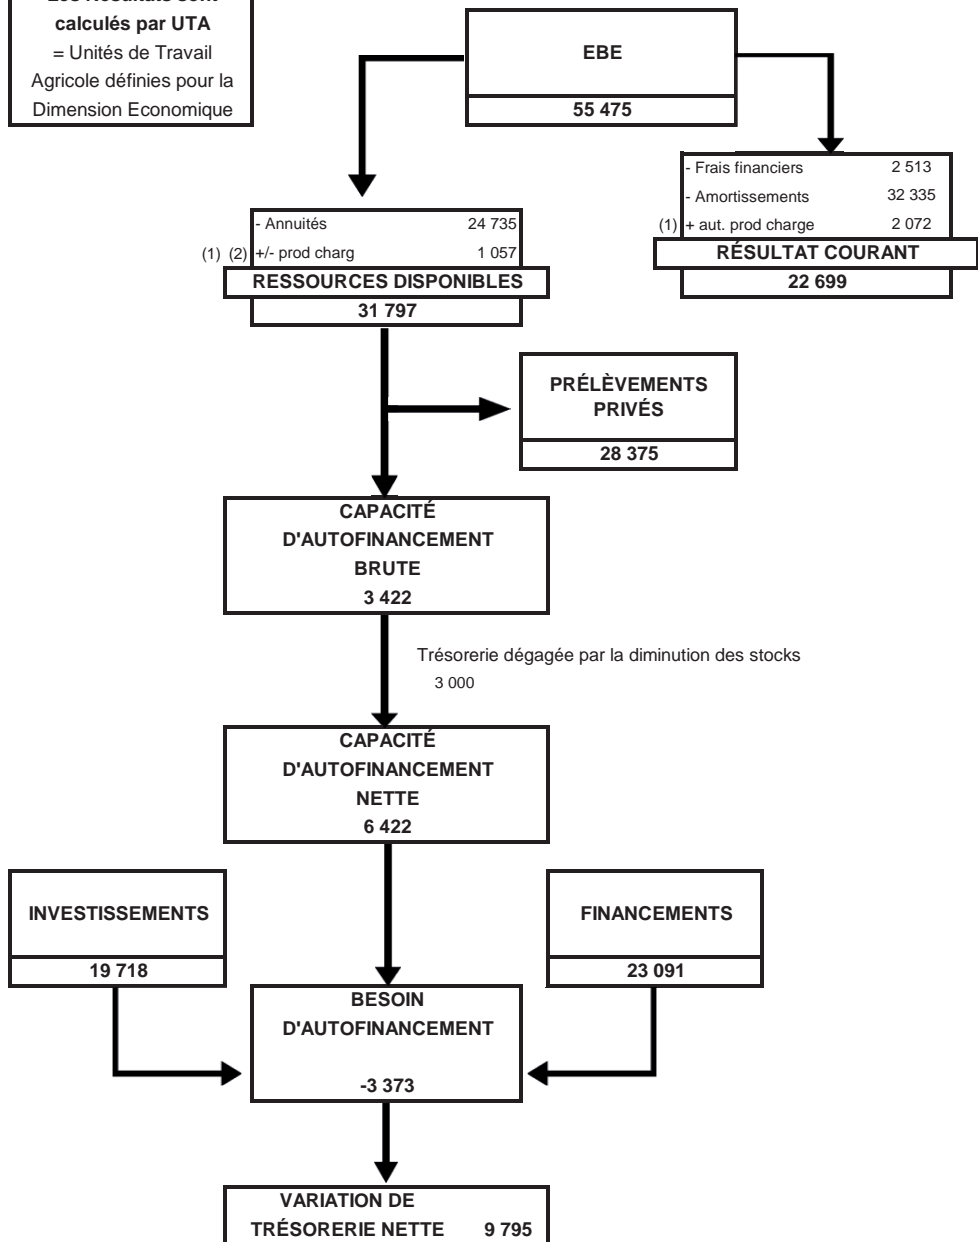 Les Résultats sont
calculés par UTA
= Unités de Travail
Agricole définies pour la
Dimension Economique
EBE
55 475
- Frais financiers 2 513
- Amortissements 32 335
(1) + aut. prod charge 2 072
RÉSULTAT COURANT
22 699
- Annuités 24 735
(1) (2) +/- prod charg 1 057
RESSOURCES DISPONIBLES
31 797
PRÉLÈVEMENTS
PRIVÉS
28 375
CAPACITÉ
D'AUTOFINANCEMENT
BRUTE
3 422
Trésorerie dégagée par la diminution des stocks
3 000
CAPACITÉ
D'AUTOFINANCEMENT
NETTE
6 422
INVESTISSEMENTS
19 718
FINANCEMENTS
23 091
BESOIN
D'AUTOFINANCEMENT
-3 373
VARIATION DE
TRÉSORERIE NETTE 9 795